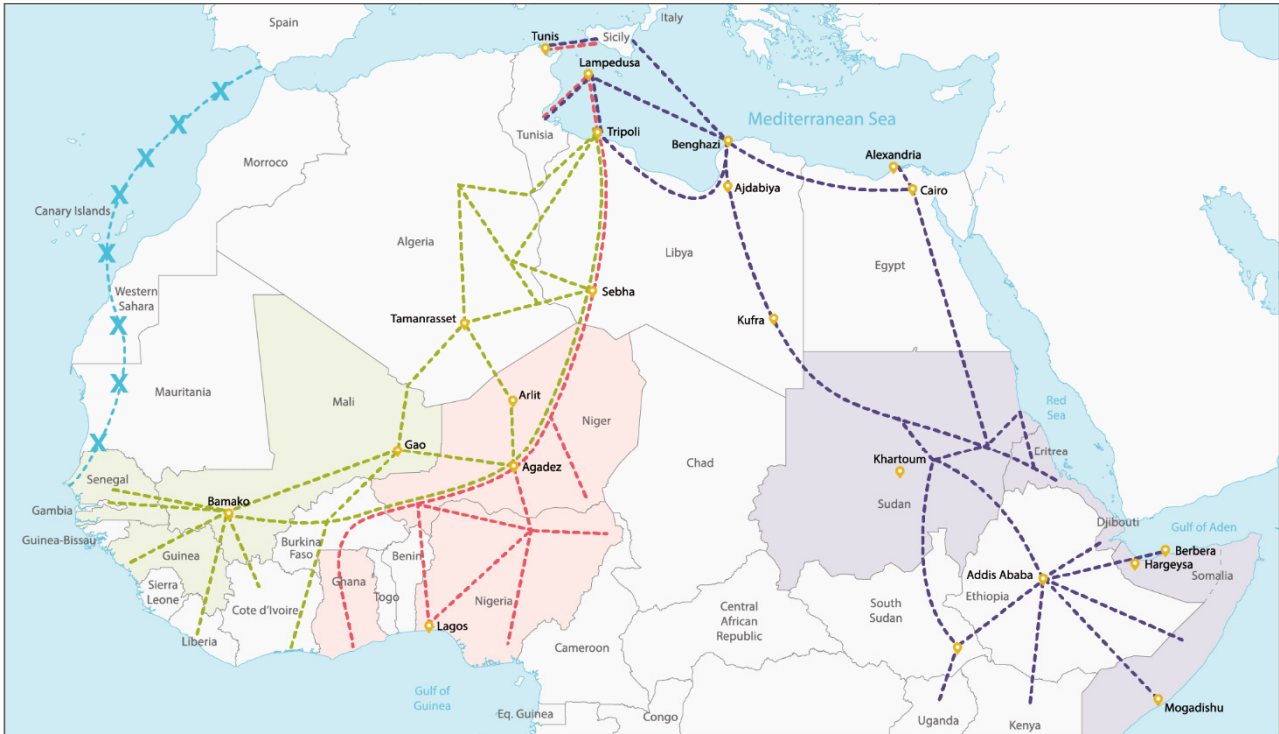 Spain
Italy
Tunis
Sicily
Lampedusa
Mediterranean Sea
Tunisia
Tripoli
Benghazi
Alexandria
Morroco
Ajdabiya
Cairo
Canary Islands
Algeria
Libya
Egypt
Western
Sahara
Sebha
Tamanrasset
Kufra
Mauritania
Mali
Arlit
Niger
Red
Sea
Gao
Eritrea
Chad
Khartoum
Agadez
Senegal
Bamako
Sudan
Gambia
Djibouti
Gulf of Aden
Guinea-Bissau
Burkina
Faso
Guinea
Benin
Berbera
Hargeysa
Somalia
Sierra
Leone
Ghana
Togo
Nigeria
Addis Ababa
Ethiopia
Cote d'Ivoire
South
Sudan
Central
African
Republic
Liberia
Lagos
Cameroon
Gulf of
Guinea
Mogadishu
Eq. Guinea
Congo
Uganda
Kenya
X
X
X
X
X
X
X
X